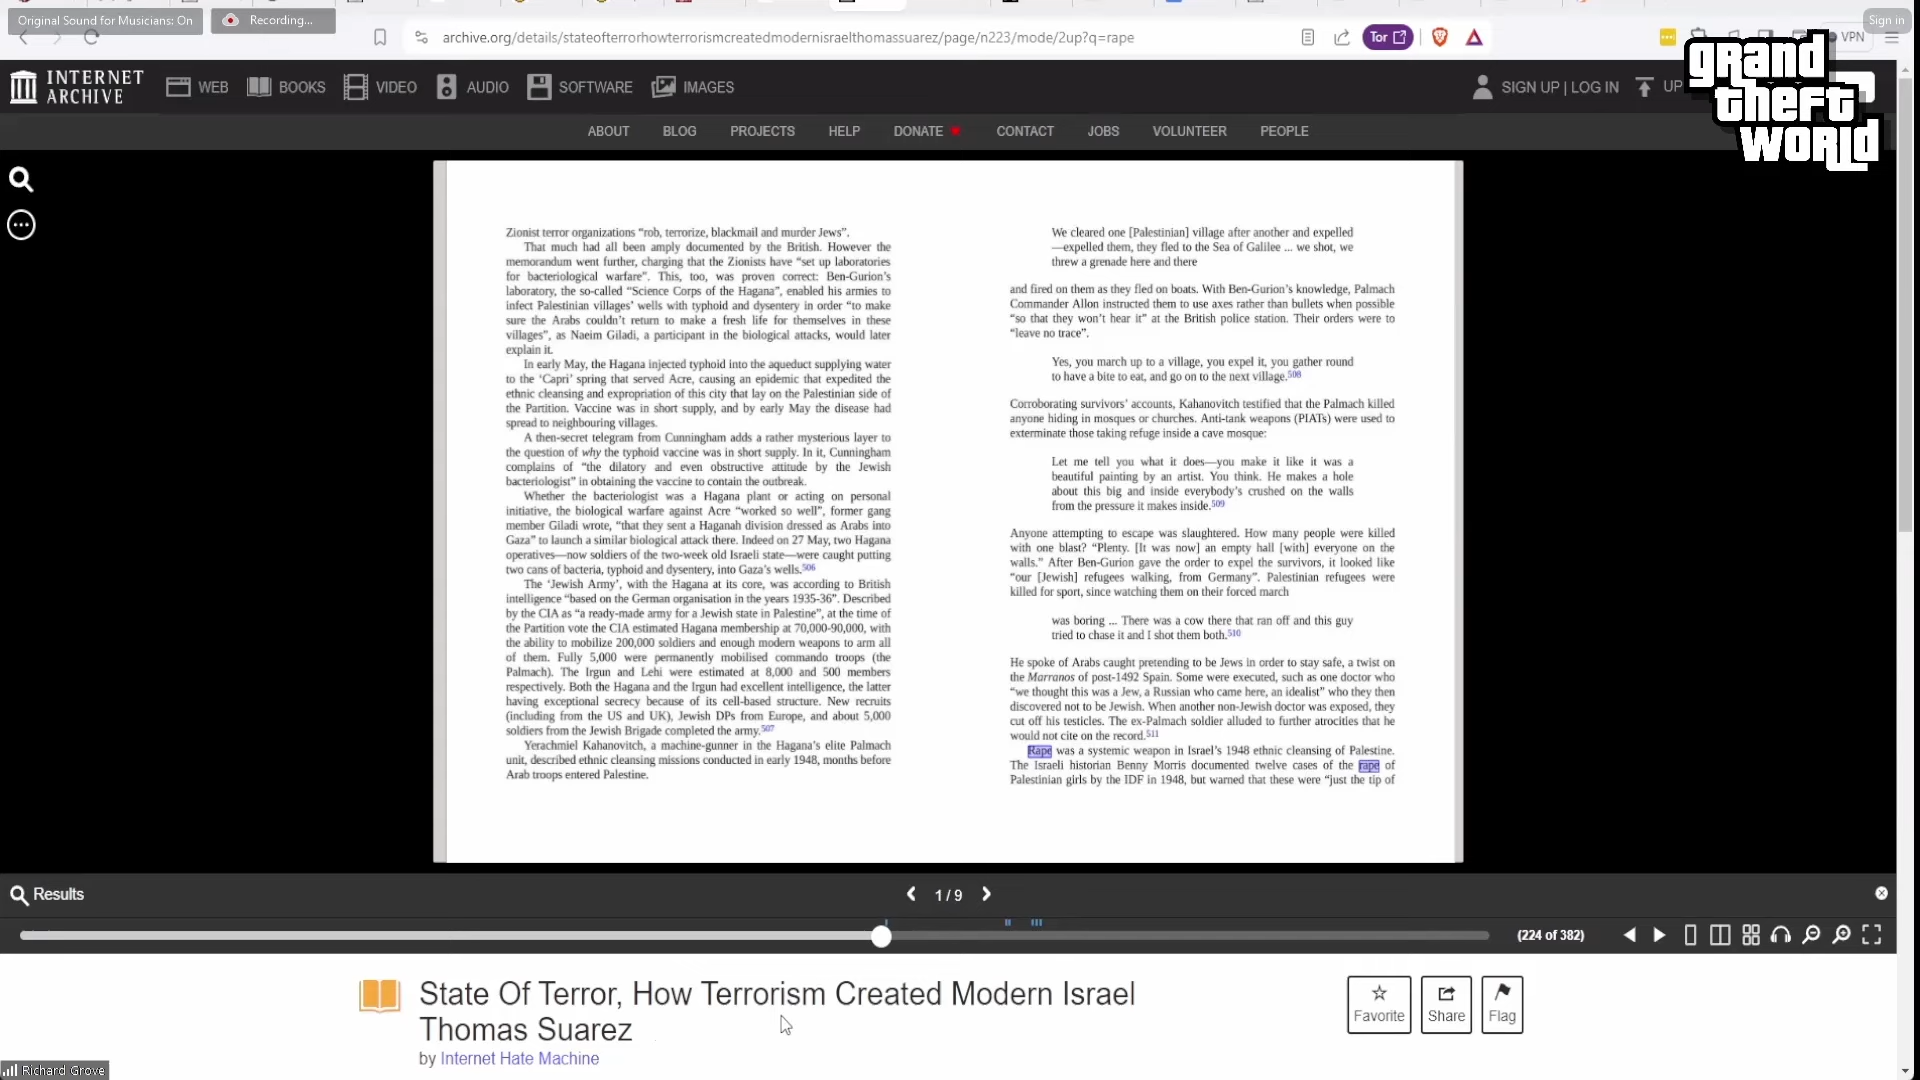 Original Sound for Musicians: On
Recording...
Sign in
archive.org/details/stateofterrorhowterrorismcreatedmodernisraelthomassuarez/page/n223/mode/2up?q=rape
Tor
VPN
INTERNET
ARCHIVE
WEB
BOOKS
VIDEO
AUDIO
SOFTWARE
IMAGES
SIGN UP | LOG IN
UP
grand
theft
world
ABOUT
BLOG
PROJECTS
HELP
DONATE
CONTACT
JOBS
VOLUNTEER
PEOPLE
Zionist terror organizations “rob, terrorize, blackmail and murder Jews”.
That much had all been amply documented by the British. However the
memorandum went further, charging that the Zionists have “set up laboratories
for bacteriological warfare”. This, too, was proven correct: Ben-Gurion’s
laboratory, the so-called “Science Corps of the Hagana”, enabled his armies to
infect Palestinian villages’ wells with typhoid and dysentery in order “to make
sure the Arabs couldn’t return to make a fresh life for themselves in these
villages”, as Naeim Giladi, a participant in the biological attacks, would later
explain it.
In early May, the Hagana injected typhoid into the aqueduct supplying water
to the ‘Capri’ spring that served Acre, causing an epidemic that expedited the
ethnic cleansing and expropriation of this city that lay on the Palestinian side of
the Partition. Vaccine was in short supply, and by early May the disease had
spread to neighbouring villages.
A then-secret telegram from Cunningham adds a rather mysterious layer to
the question of why the typhoid vaccine was in short supply. In it, Cunningham
complains of “the dilatory and even obstructive attitude by the Jewish
bacteriologist” in obtaining the vaccine to contain the outbreak.
Whether the bacteriologist was a Hagana plant or acting on personal
initiative, the biological warfare against Acre “worked so well”, former gang
member Giladi wrote, “that they sent a Haganah division dressed as Arabs into
Gaza” to launch a similar biological attack there. Indeed on 27 May, two Hagana
operatives—now soldiers of the two-week old Israeli state—were caught putting
two cans of bacteria, typhoid and dysentery, into Gaza’s wells.506
The ‘Jewish Army’, with the Hagana at its core, was according to British
intelligence “based on the German organisation in the years 1935-36”. Described
by the CIA as “a ready-made army for a Jewish state in Palestine”, at the time of
the Partition vote the CIA estimated Hagana membership at 70,000-90,000, with
the ability to mobilize 200,000 soldiers and enough modern weapons to arm all
of them. Fully 5,000 were permanently mobilised commando troops (the
Palmach). The Irgun and Lehi were estimated at 8,000 and 500 members
respectively. Both the Hagana and the Irgun had excellent intelligence, the latter
having exceptional secrecy because of its cell-based structure. New recruits
(including from the US and UK), Jewish DPs from Europe, and about 5,000
soldiers from the Jewish Brigade completed the army.507
Yerachmiel Kahanovitch, a machine-gunner in the Hagana’s elite Palmach
unit, described ethnic cleansing missions conducted in early 1948, months before
Arab troops entered Palestine.
We cleared one [Palestinian] village after another and expelled
—expelled them, they fled to the Sea of Galilee ... we shot, we
threw a grenade here and there
and fired on them as they fled on boats. With Ben-Gurion’s knowledge, Palmach
Commander Allon instructed them to use axes rather than bullets when possible
“so that they won’t hear it” at the British police station. Their orders were to
“leave no trace”.
Yes, you march up to a village, you expel it, you gather round
to have a bite to eat, and go on to the next village.508
Corroborating survivors’ accounts, Kahanovitch testified that the Palmach killed
anyone hiding in mosques or churches. Anti-tank weapons (PIATs) were used to
exterminate those taking refuge inside a cave mosque:
Let me tell you what it does—you make it like it was a
beautiful painting by an artist. You think. He makes a hole
about this big and inside everybody’s crushed on the walls
from the pressure it makes inside.509
Anyone attempting to escape was slaughtered. How many people were killed
with one blast? “Plenty. [It was now] an empty hall [with] everyone on the
walls.” After Ben-Gurion gave the order to expel the survivors, it looked like
“our [Jewish] refugees walking, from Germany”. Palestinian refugees were
killed for sport, since watching them on their forced march
was boring ... There was a cow there that ran off and this guy
tried to chase it and I shot them both.510
He spoke of Arabs caught pretending to be Jews in order to stay safe, a twist on
the Marranos of post-1492 Spain. Some were executed, such as one doctor who
“we thought this was a Jew, a Russian who came here, an idealist” who they then
discovered not to be Jewish. When another non-Jewish doctor was exposed, they
cut off his testicles. The ex-Palmach soldier alluded to further atrocities that he
would not cite on the record.511
Rape was a systemic weapon in Israel’s 1948 ethnic cleansing of Palestine.
The Israeli historian Benny Morris documented twelve cases of the rape of
Palestinian girls by the IDF in 1948, but warned that these were “just the tip of
Results
1 / 9
(224 of 382)
State Of Terror, How Terrorism Created Modern Israel
Thomas Suarez
by Internet Hate Machine
Favorite
Share
Flag
Richard Grove